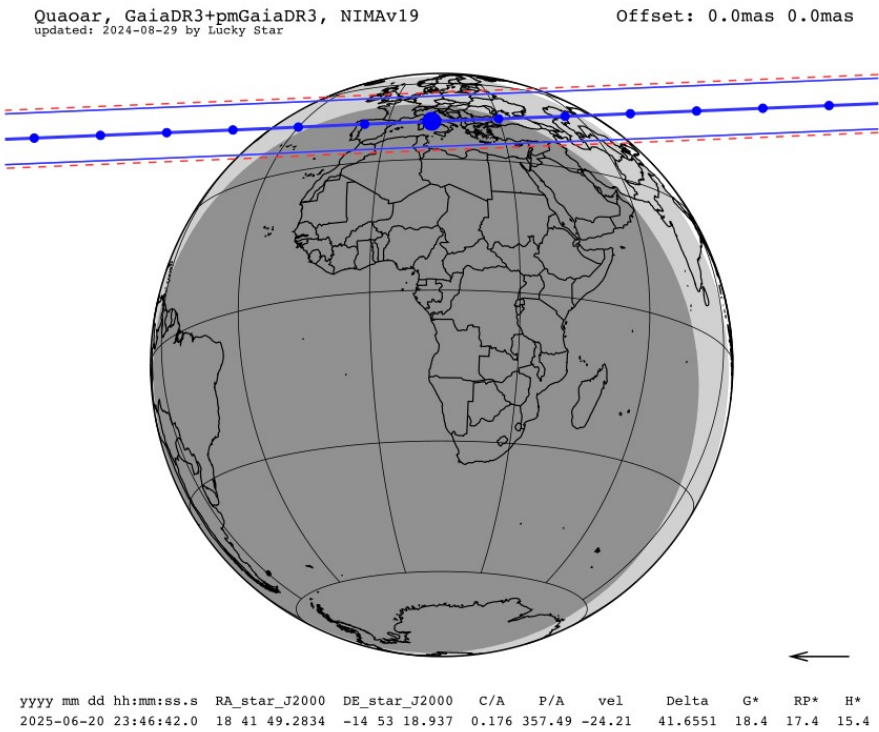 Quaoar, GaiaDR3+pmGaiaDR3, NIMAv19 Offset: 0.0mas 0.0mas
updated: 2024-08-29 by Lucky Star
yyyy mm dd hh:mm:ss.s RA_star_J2000 DE_star_J2000 C/A P/A vel Delta G* RP* H*
2025-06-20 23:46:42.0 18 41 49.2834 -14 53 18.937 0.176 357.49 -24.21 41.6551 18.4 17.4 15.4